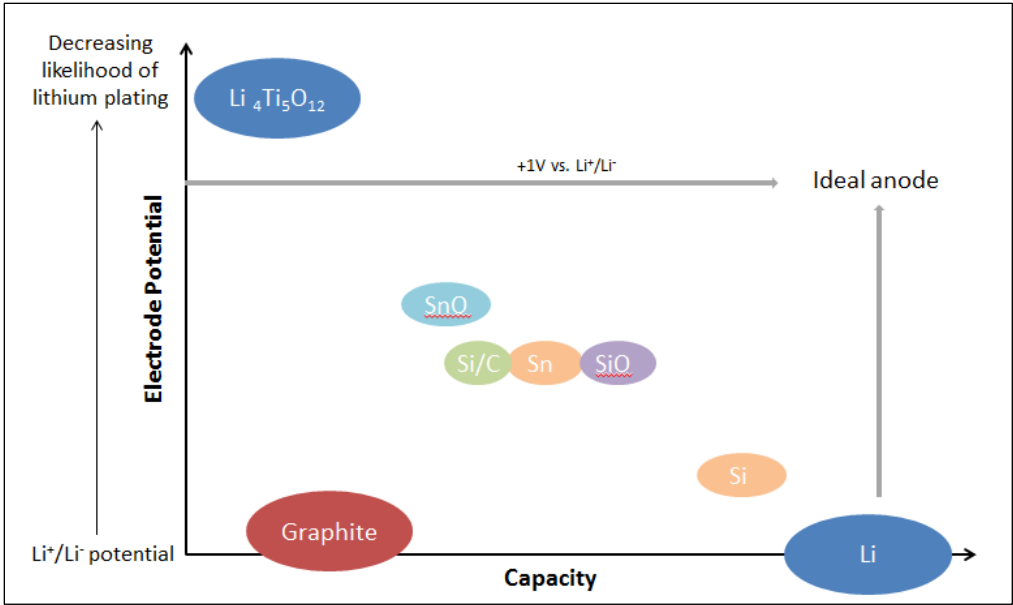 Decreasing
likelihood of
lithium plating
Li ₄Ti₅O₁₂
+1V vs. Li⁺/Li⁻
Ideal anode
Electrode Potential
SnO
Si/C
Sn
SiO
Si
Graphite
Li
Li⁺/Li⁻ potential
Capacity